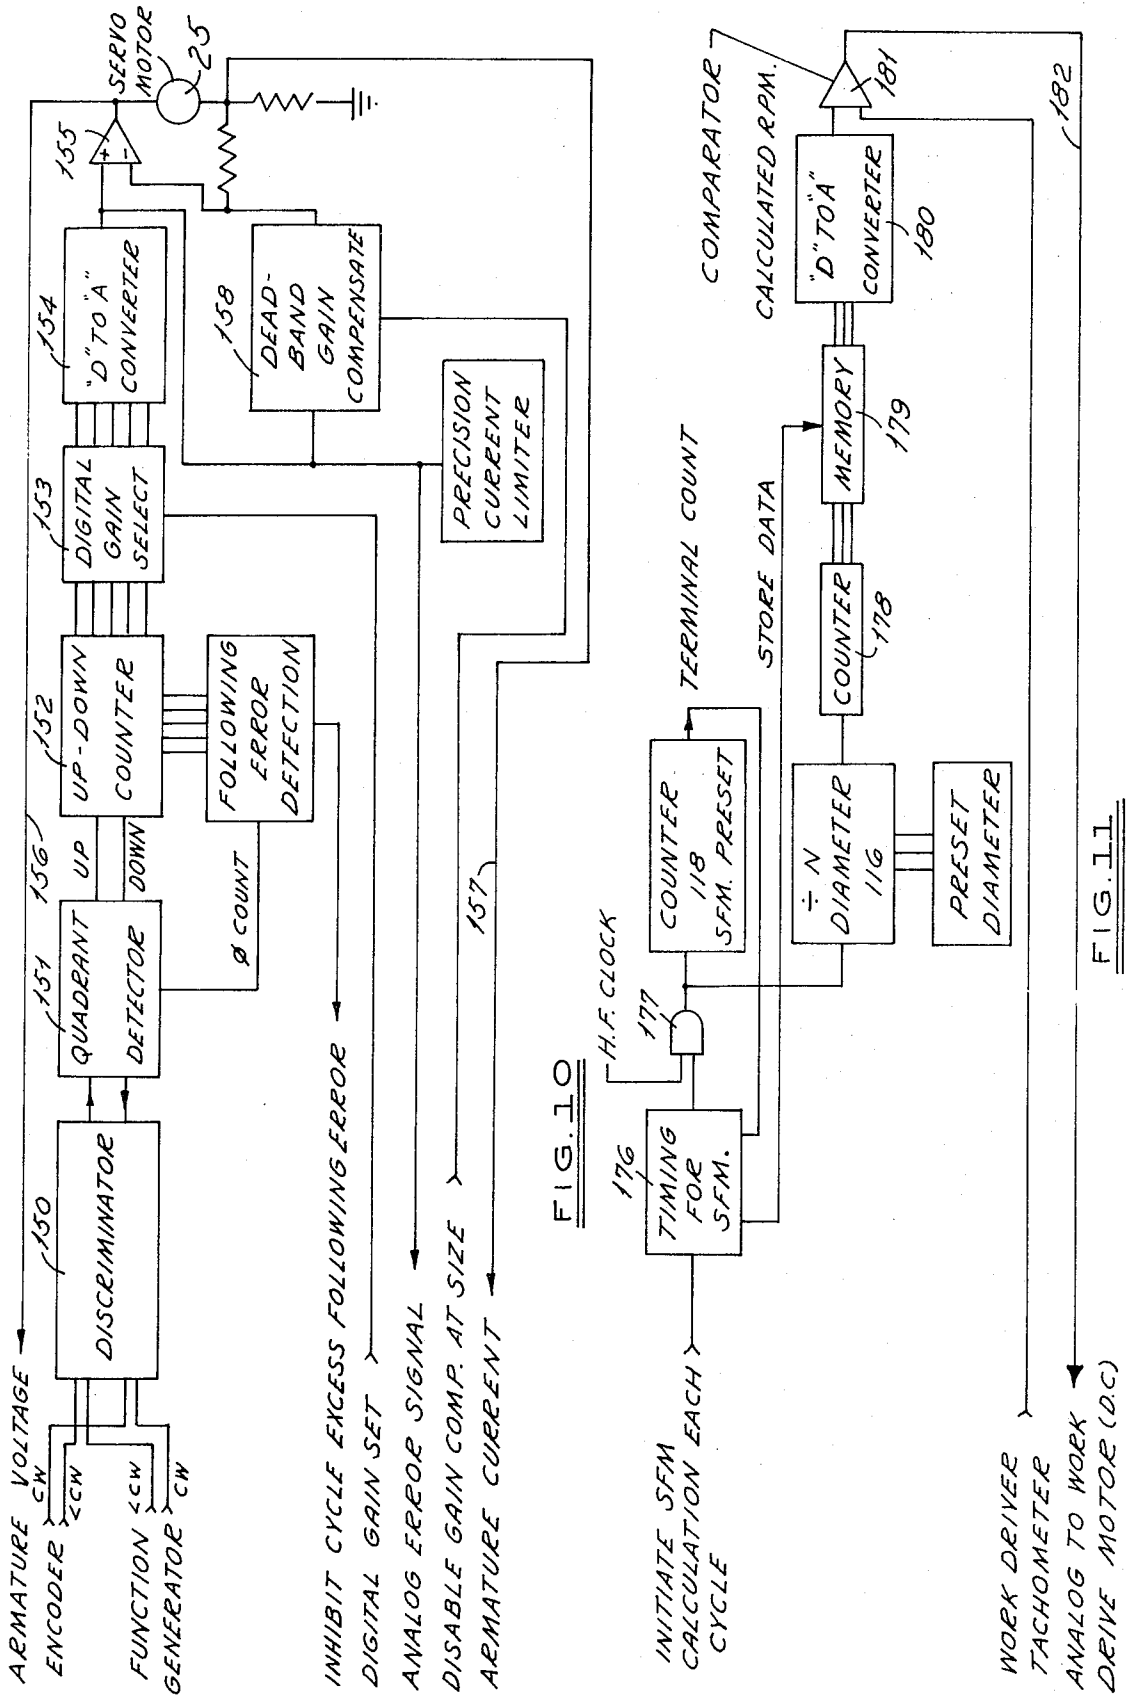 ARMATURE VOLTAGE
ENCODER
CW
<CW
FUNCTION
GENERATOR
<CW
CW
150
DISCRIMINATOR
151
QUADRANT
DETECTOR
156
UP
DOWN
Ø COUNT
152
UP-DOWN
COUNTER
FOLLOWING
ERROR
DETECTION
153
DIGITAL
GAIN
SELECT
154
"D" TO "A"
CONVERTER
155
+
-
SERVO
MOTOR
25
158
DEAD-
BAND
GAIN
COMPENSATE
PRECISION
CURRENT
LIMITER
157
INHIBIT CYCLE EXCESS FOLLOWING ERROR
DIGITAL GAIN SET
ANALOG ERROR SIGNAL
DISABLE GAIN COMP. AT SIZE
ARMATURE CURRENT
FIG.10
INITIATE SFM
CALCULATION EACH
CYCLE
176
TIMING
FOR
SFM.
H.F. CLOCK
177
COUNTER
118
SFM. PRESET
TERMINAL COUNT
STORE DATA
÷ N
DIAMETER
116
PRESET
DIAMETER
COUNTER
178
MEMORY
179
"D" TO "A"
CONVERTER
180
COMPARATOR
CALCULATED RPM.
181
182
WORK DRIVER
TACHOMETER
ANALOG TO WORK
DRIVE MOTOR (D.C)
FIG.11